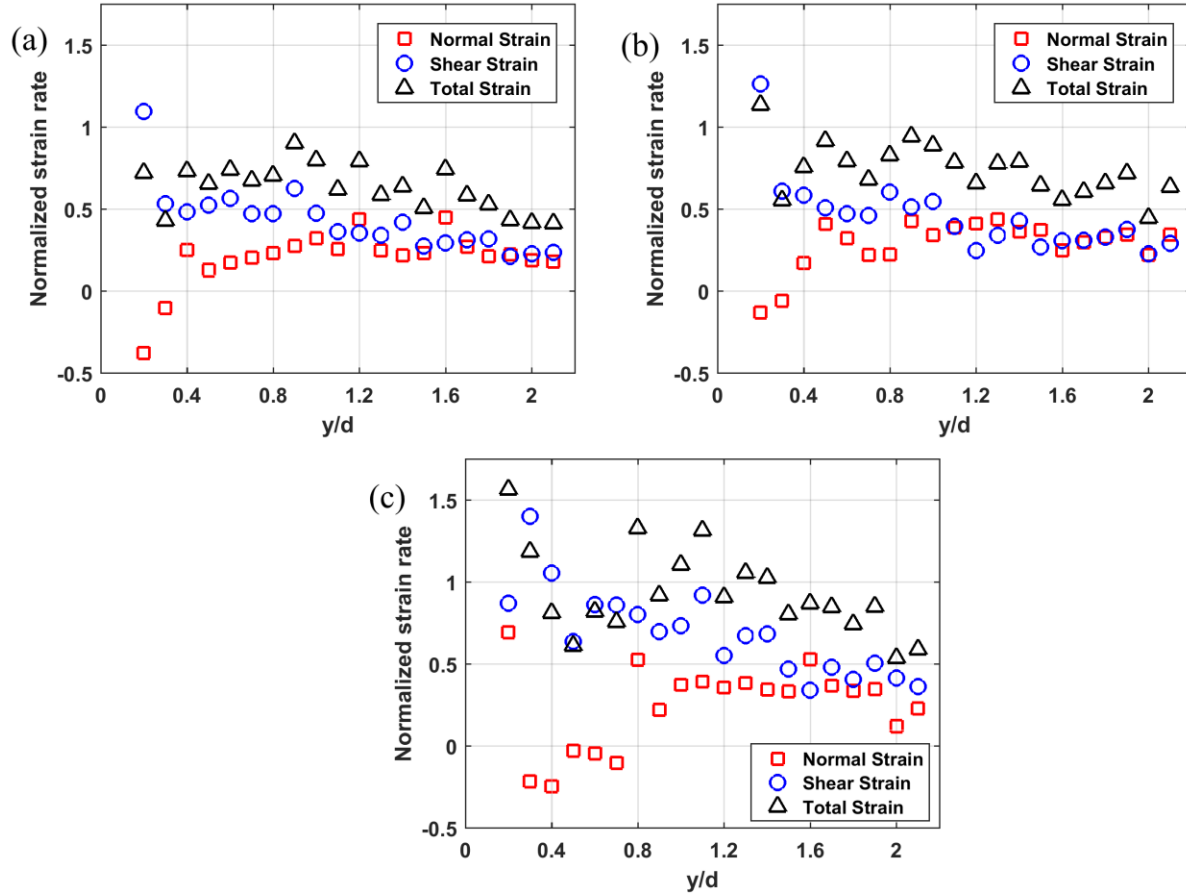 (a)
Normalized strain rate
1.5
1
0.5
0
-0.5
0
0.4
0.8
1.2
1.6
2
y/d
Normal Strain
Shear Strain
Total Strain
(b)
Normalized strain rate
1.5
1
0.5
0
-0.5
0
0.4
0.8
1.2
1.6
2
y/d
Normal Strain
Shear Strain
Total Strain
(c)
Normalized strain rate
1.5
1
0.5
0
-0.5
0
0.4
0.8
1.2
1.6
2
y/d
Normal Strain
Shear Strain
Total Strain